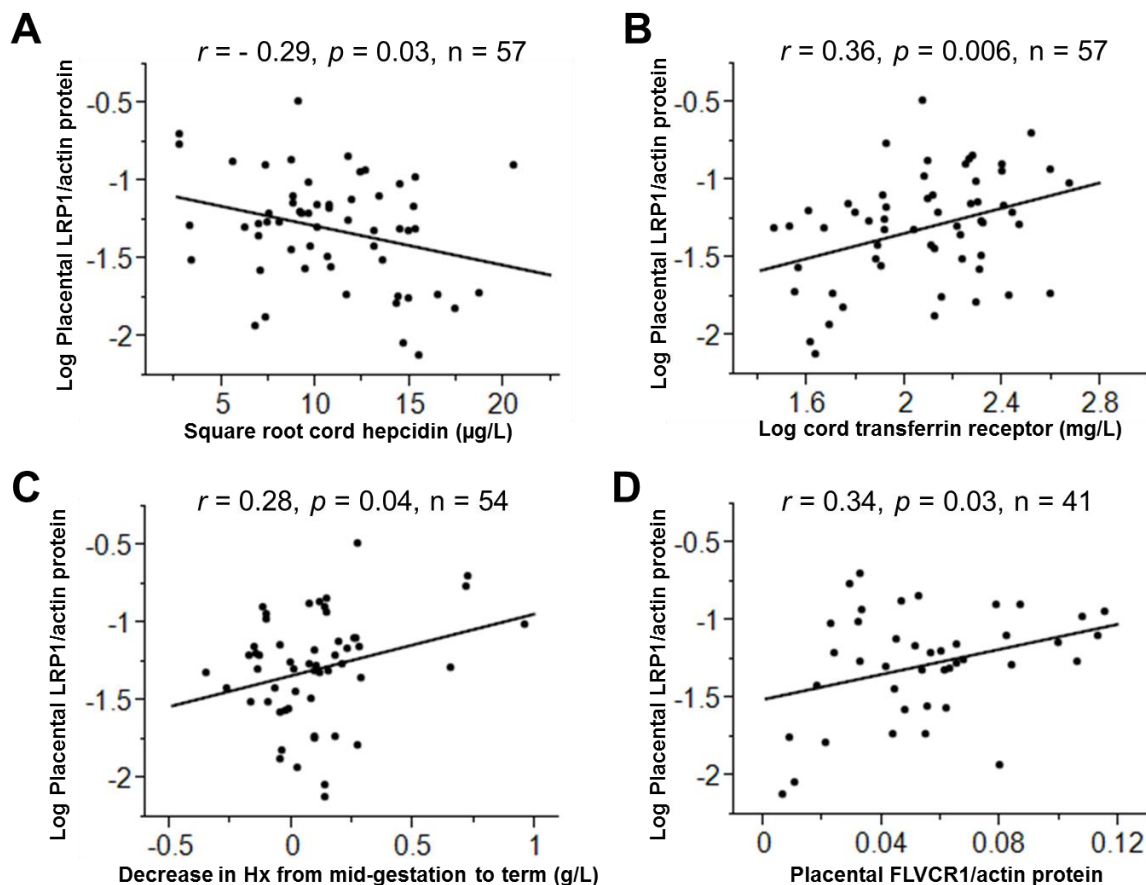 A
r = - 0.29, p = 0.03, n = 57
Log Placental LRP1/actin protein
-0.5
-1
-1.5
-2
5 10 15 20
Square root cord hepcidin (µg/L)
B
r = 0.36, p = 0.006, n = 57
Log Placental LRP1/actin protein
-0.5
-1
-1.5
-2
1.6 2 2.4 2.8
Log cord transferrin receptor (mg/L)
C
r = 0.28, p = 0.04, n = 54
Log Placental LRP1/actin protein
-0.5
-1
-1.5
-2
-0.5 0 0.5 1
Decrease in Hx from mid-gestation to term (g/L)
D
r = 0.34, p = 0.03, n = 41
Log Placental LRP1/actin protein
-0.5
-1
-1.5
-2
0 0.04 0.08 0.12
Placental FLVCR1/actin protein